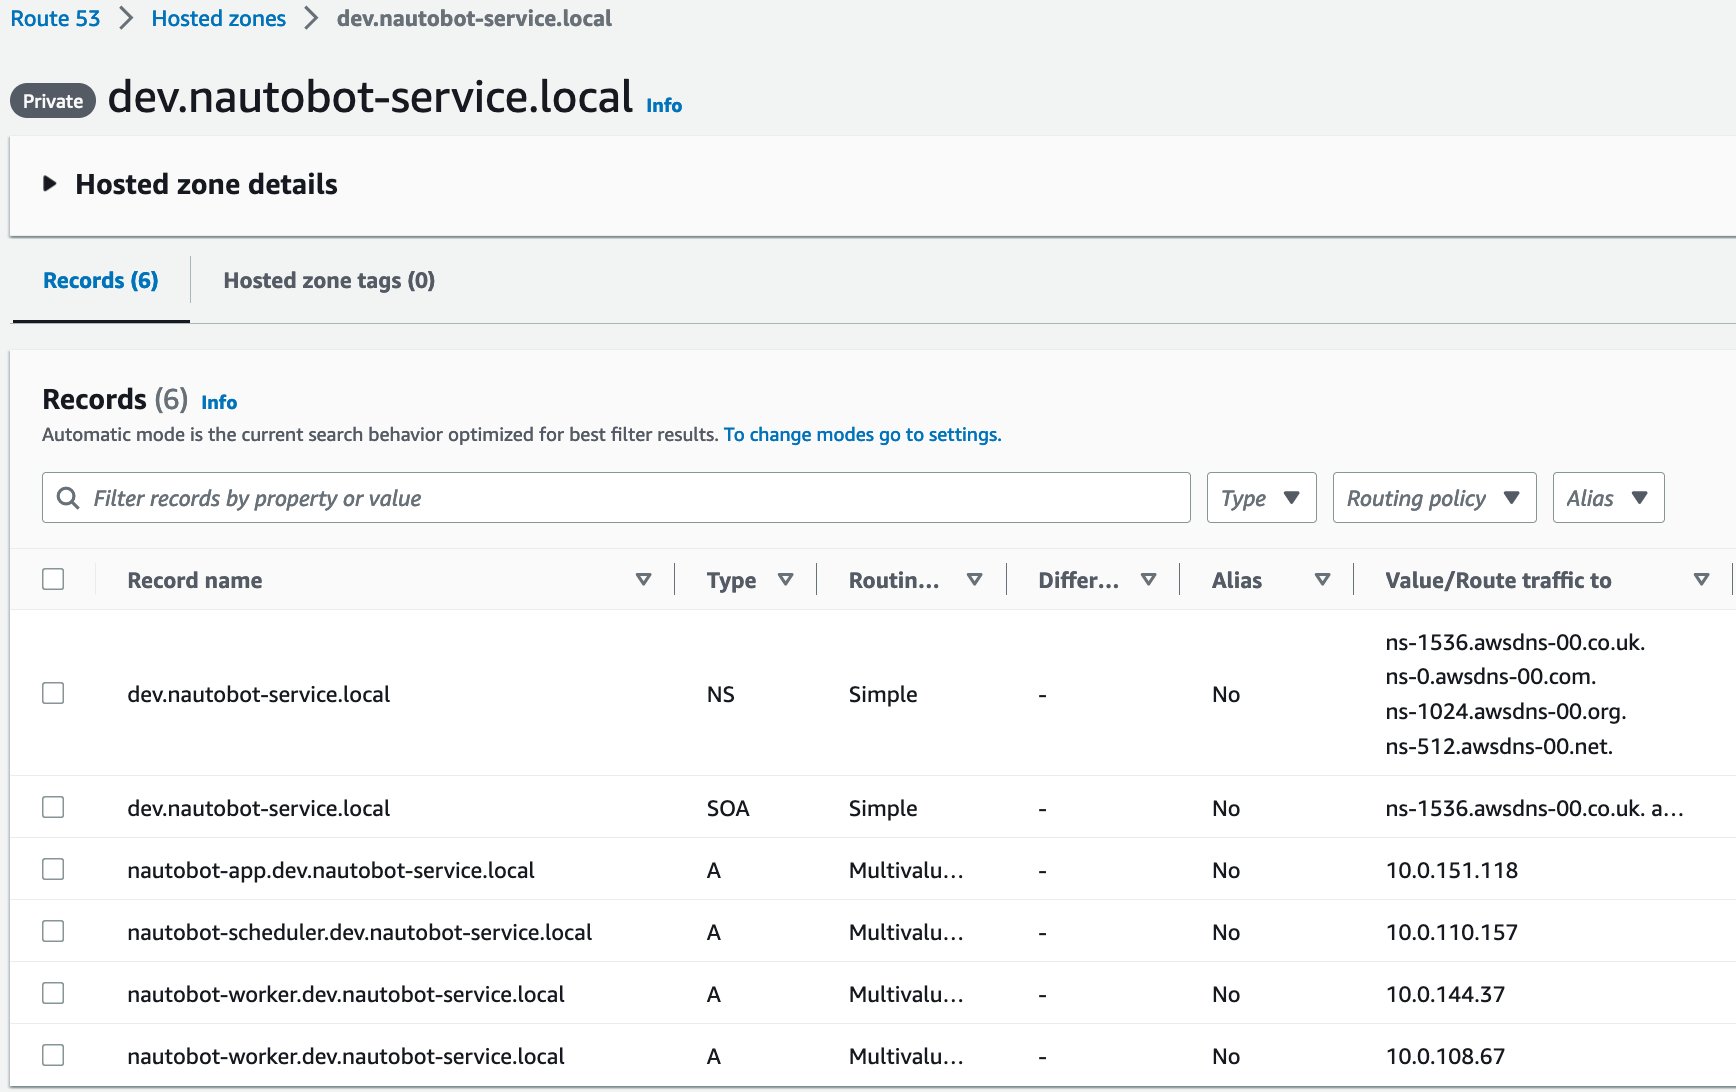 Route 53 > Hosted zones > dev.nautobot-service.local
Private dev.nautobot-service.local Info
Hosted zone details
Records (6) Hosted zone tags (0)
Records (6) Info
Automatic mode is the current search behavior optimized for best filter results. To change modes go to settings.
Filter records by property or value Type Routing policy Alias
Record name Type Routin... Differ... Alias Value/Route traffic to
ns-1536.awsdns-00.co.uk.
ns-0.awsdns-00.com.
dev.nautobot-service.local NS Simple - No
ns-1024.awsdns-00.org.
ns-512.awsdns-00.net.
dev.nautobot-service.local SOA Simple - No ns-1536.awsdns-00.co.uk. a...
nautobot-app.dev.nautobot-service.local A Multivalu... - No 10.0.151.118
nautobot-scheduler.dev.nautobot-service.local A Multivalu... - No 10.0.110.157
nautobot-worker.dev.nautobot-service.local A Multivalu... - No 10.0.144.37
nautobot-worker.dev.nautobot-service.local A Multivalu... - No 10.0.108.67